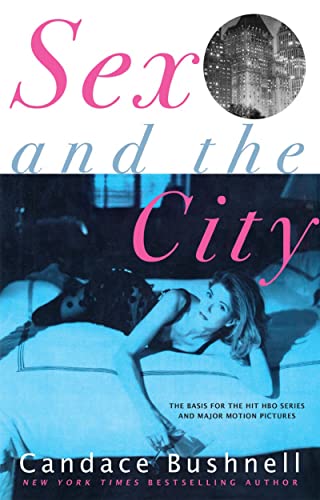 Sex
and the
City
THE BASIS FOR THE HIT HBO SERIES
AND MAJOR MOTION PICTURES
Candace Bushnell
NEW YORK TIMES BESTSELLING AUTHOR